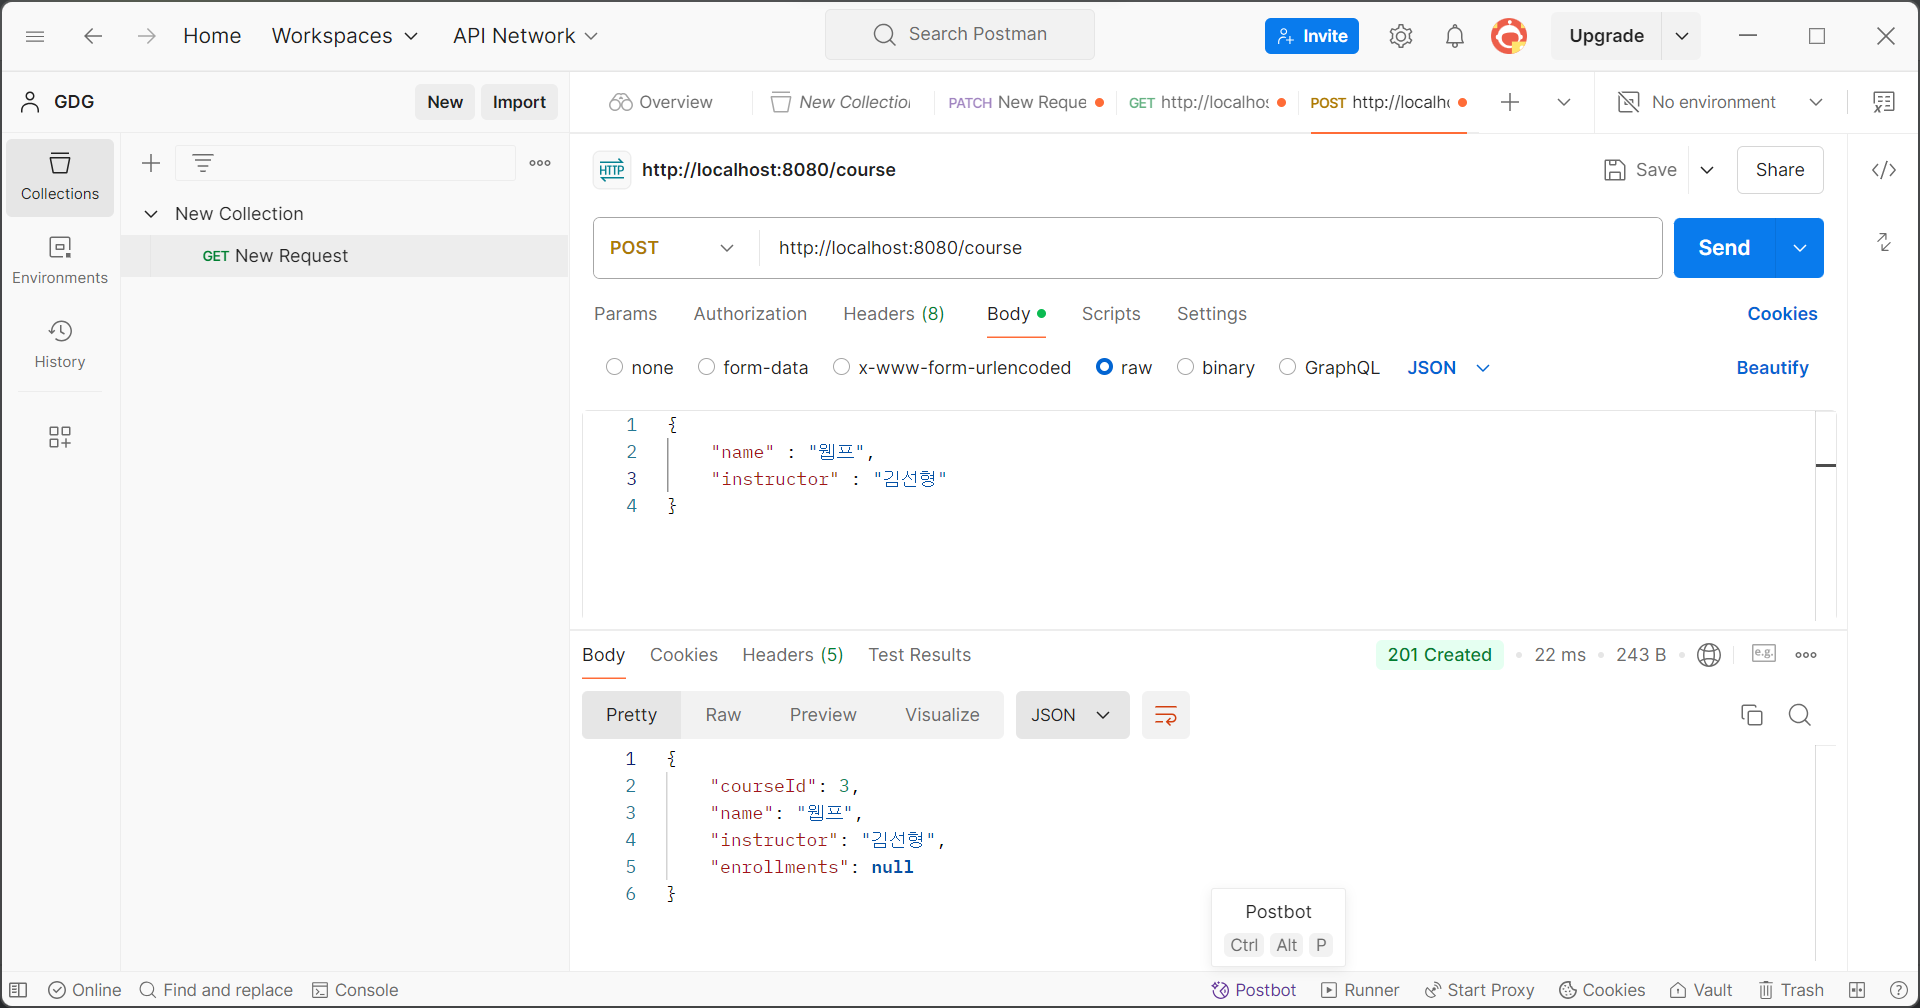 Home Workspaces API Network Search Postman Invite Upgrade
GDG New Import Overview New Collectio PATCH New Reque GET http://localhos POST http://localh No environment
Collections
New Collection
GET New Request
Environments
History
HTTP http://localhost:8080/course Save Share
POST http://localhost:8080/course Send
Params Authorization Headers (8) Body Scripts Settings Cookies
none form-data x-www-form-urlencoded raw binary GraphQL JSON Beautify
1 {
2 "name" : "웹프",
3 "instructor" : "김선형"
4 }
Body Cookies Headers (5) Test Results 201 Created 22 ms 243 B e.g.
Pretty Raw Preview Visualize JSON
1 {
2 "courseId": 3,
3 "name": "웹프",
4 "instructor": "김선형",
5 "enrollments": null
6 }
Postbot
Ctrl Alt P
Online Find and replace Console Postbot Runner Start Proxy Cookies Vault Trash